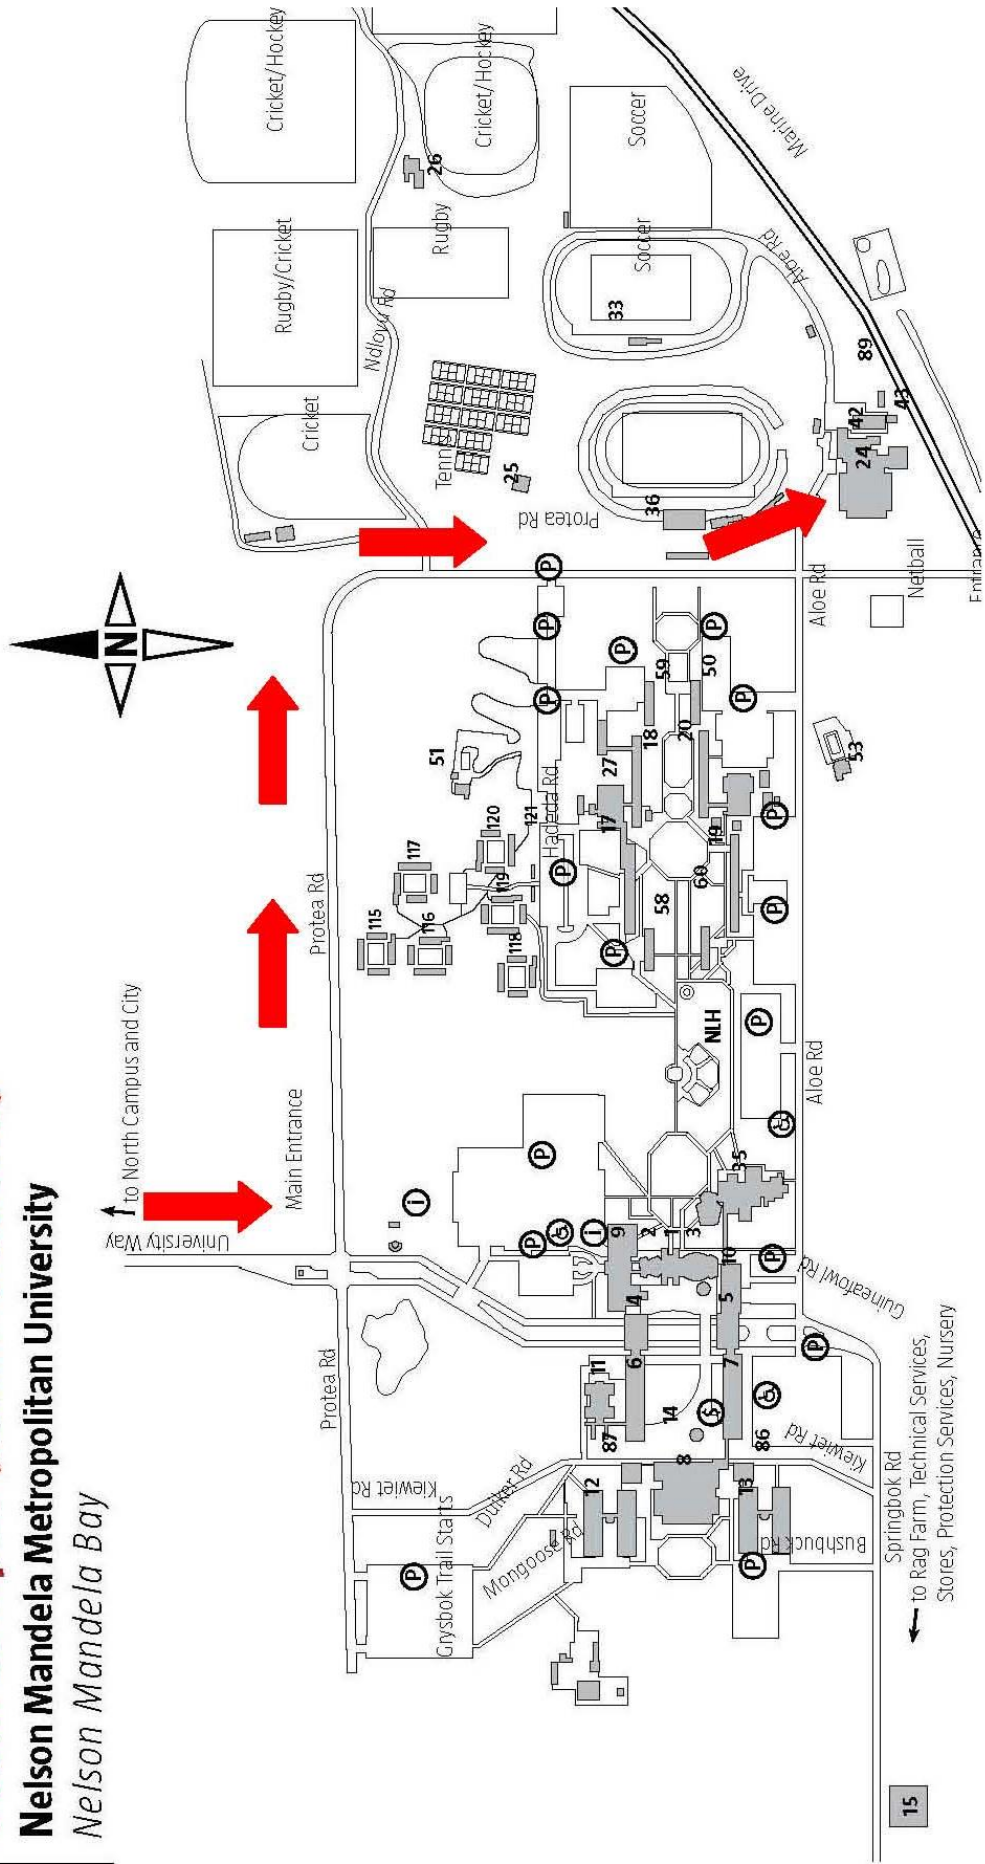 Nelson Mandela Metropolitan University
Nelson Mandela Bay
to North Campus and City
University Way
Main Entrance
Protea Rd
Protea Rd
N
Cricket/Hockey
Cricket/Hockey
Rugby/Cricket
Rugby
Cricket
Ndlovu Rd
26
Soccer
Soccer
33
Marine Drive
Tennis
25
Protea Rd
36
Aloe Rd
89
43
42
24
Netball
Entrance
Aloe Rd
P
P
P
P
P
P
59
50
18
20
27
17
19
53
51
Hadeda Rd
121
120
119
118
117
116
115
P
P
58
60
P
P
NLH
P
Aloe Rd
35
P
i
P
i
9
2
1
3
4
5
10
P
Guineafowl Rd
P
6
7
11
14
87
86
8
Kiewiet Rd
Kiewiet Rd
Duiker Rd
12
13
Mongoose Rd
Bushbuck Rd
P
P
Grysbok Trail Starts
Springbok Rd
to Rag Farm, Technical Services,
Stores, Protection Services, Nursery
15